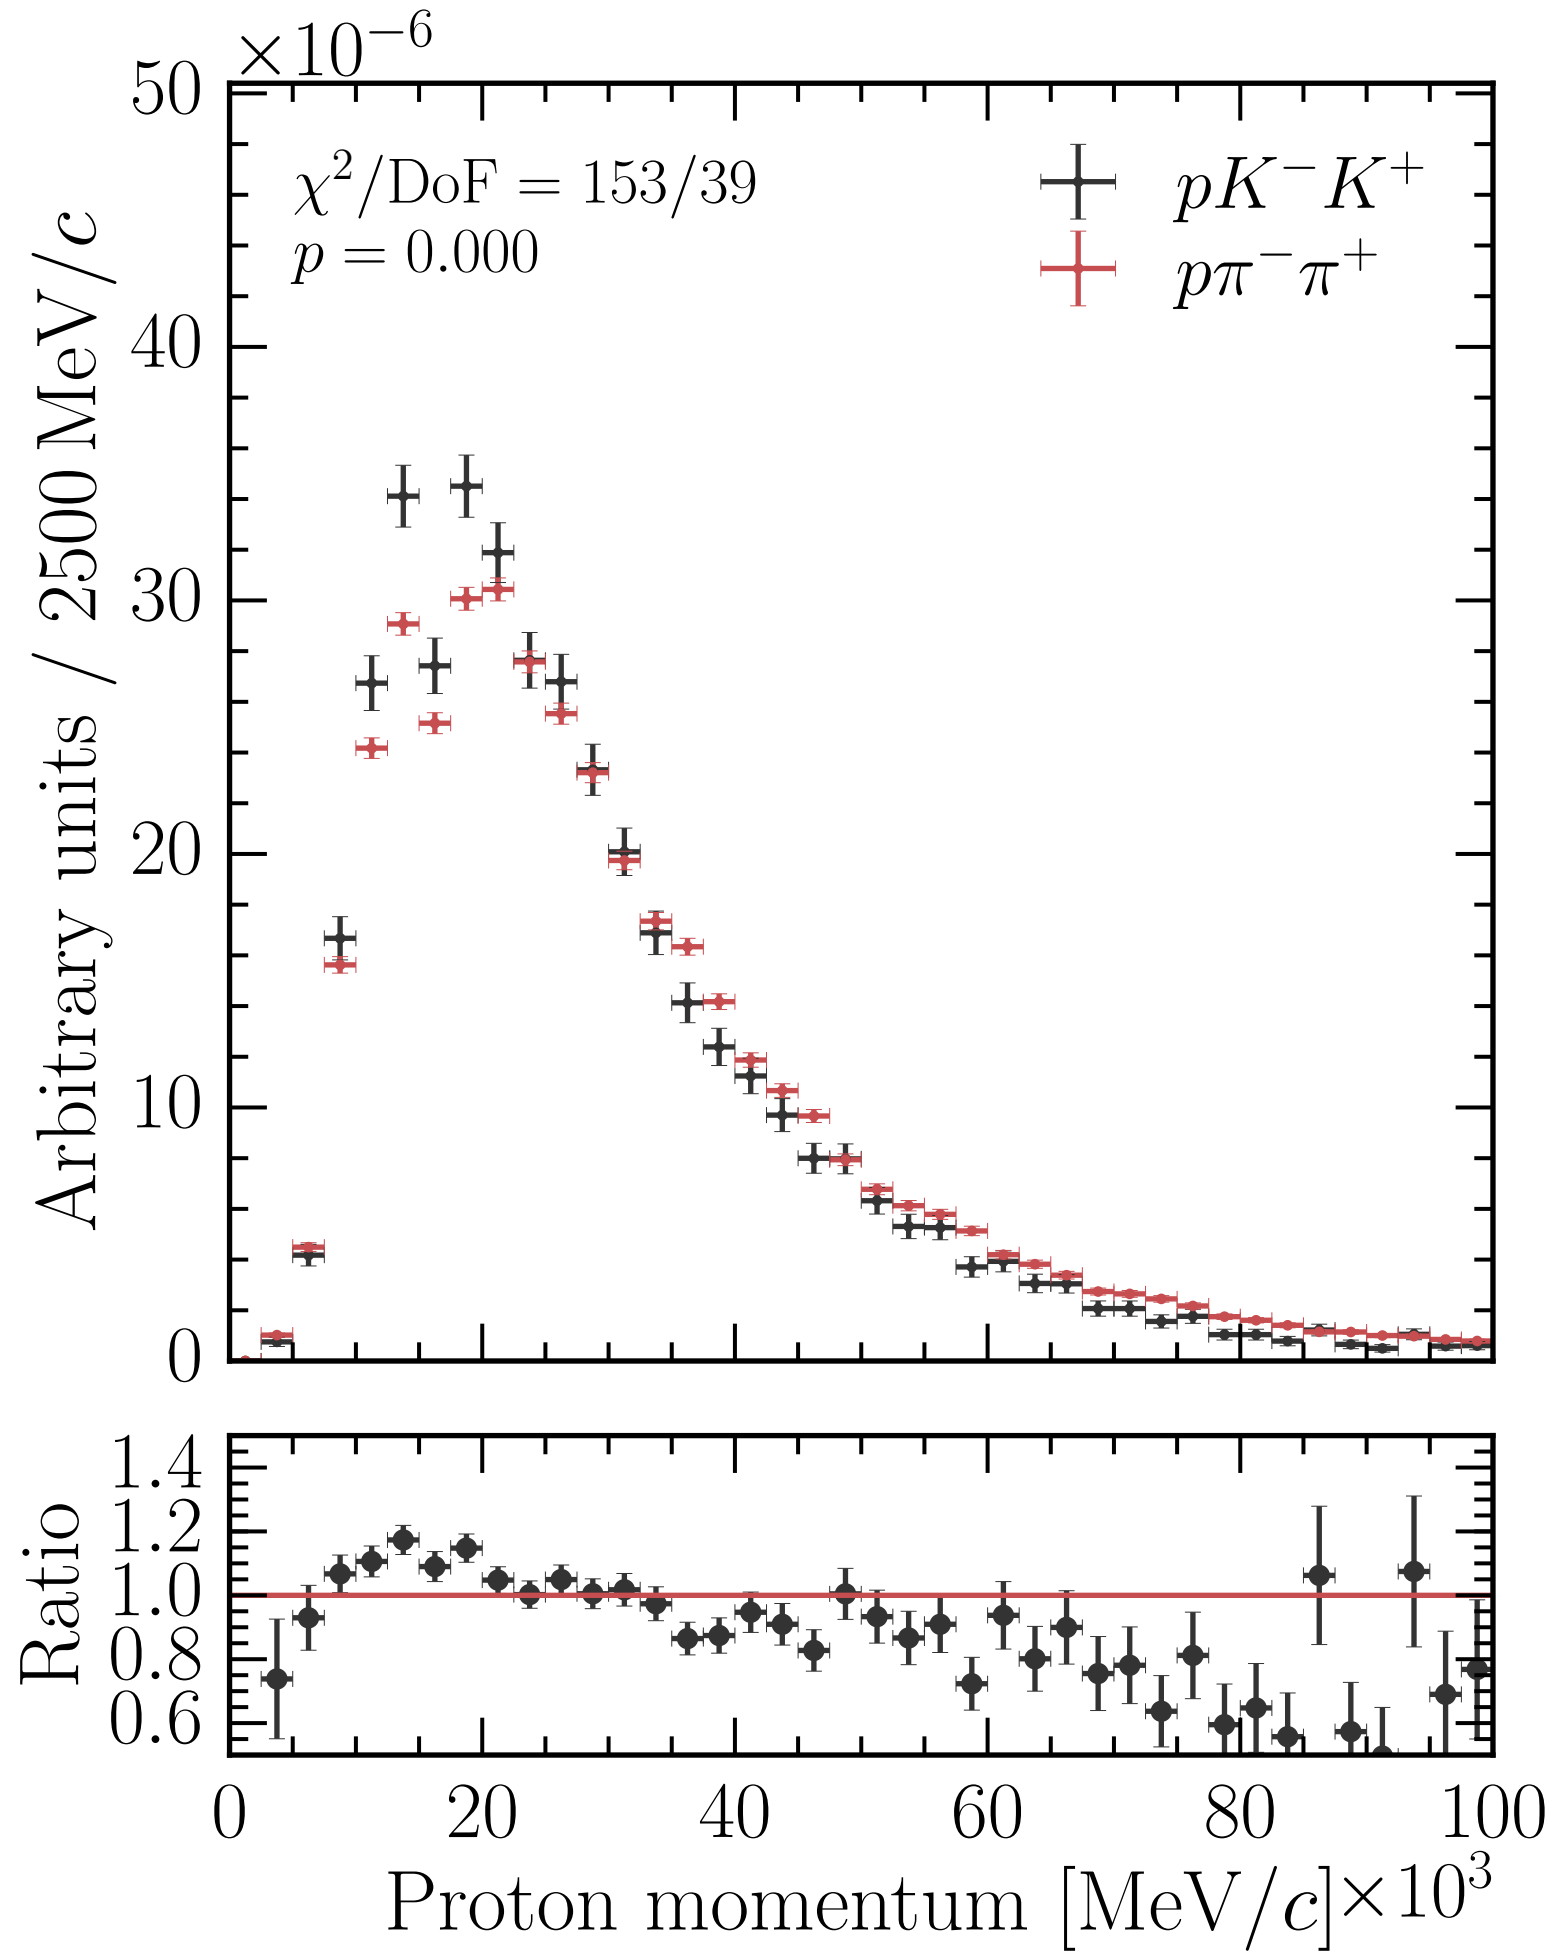 ×10⁻⁶
50
40
30
20
10
0
Arbitrary units / 2500 MeV/c
χ²/DoF = 153/39
p = 0.000
pK⁻K⁺
pπ⁻π⁺
1.4
1.2
1.0
0.8
0.6
Ratio
0 20 40 60 80 100
Proton momentum [MeV/c]×10³